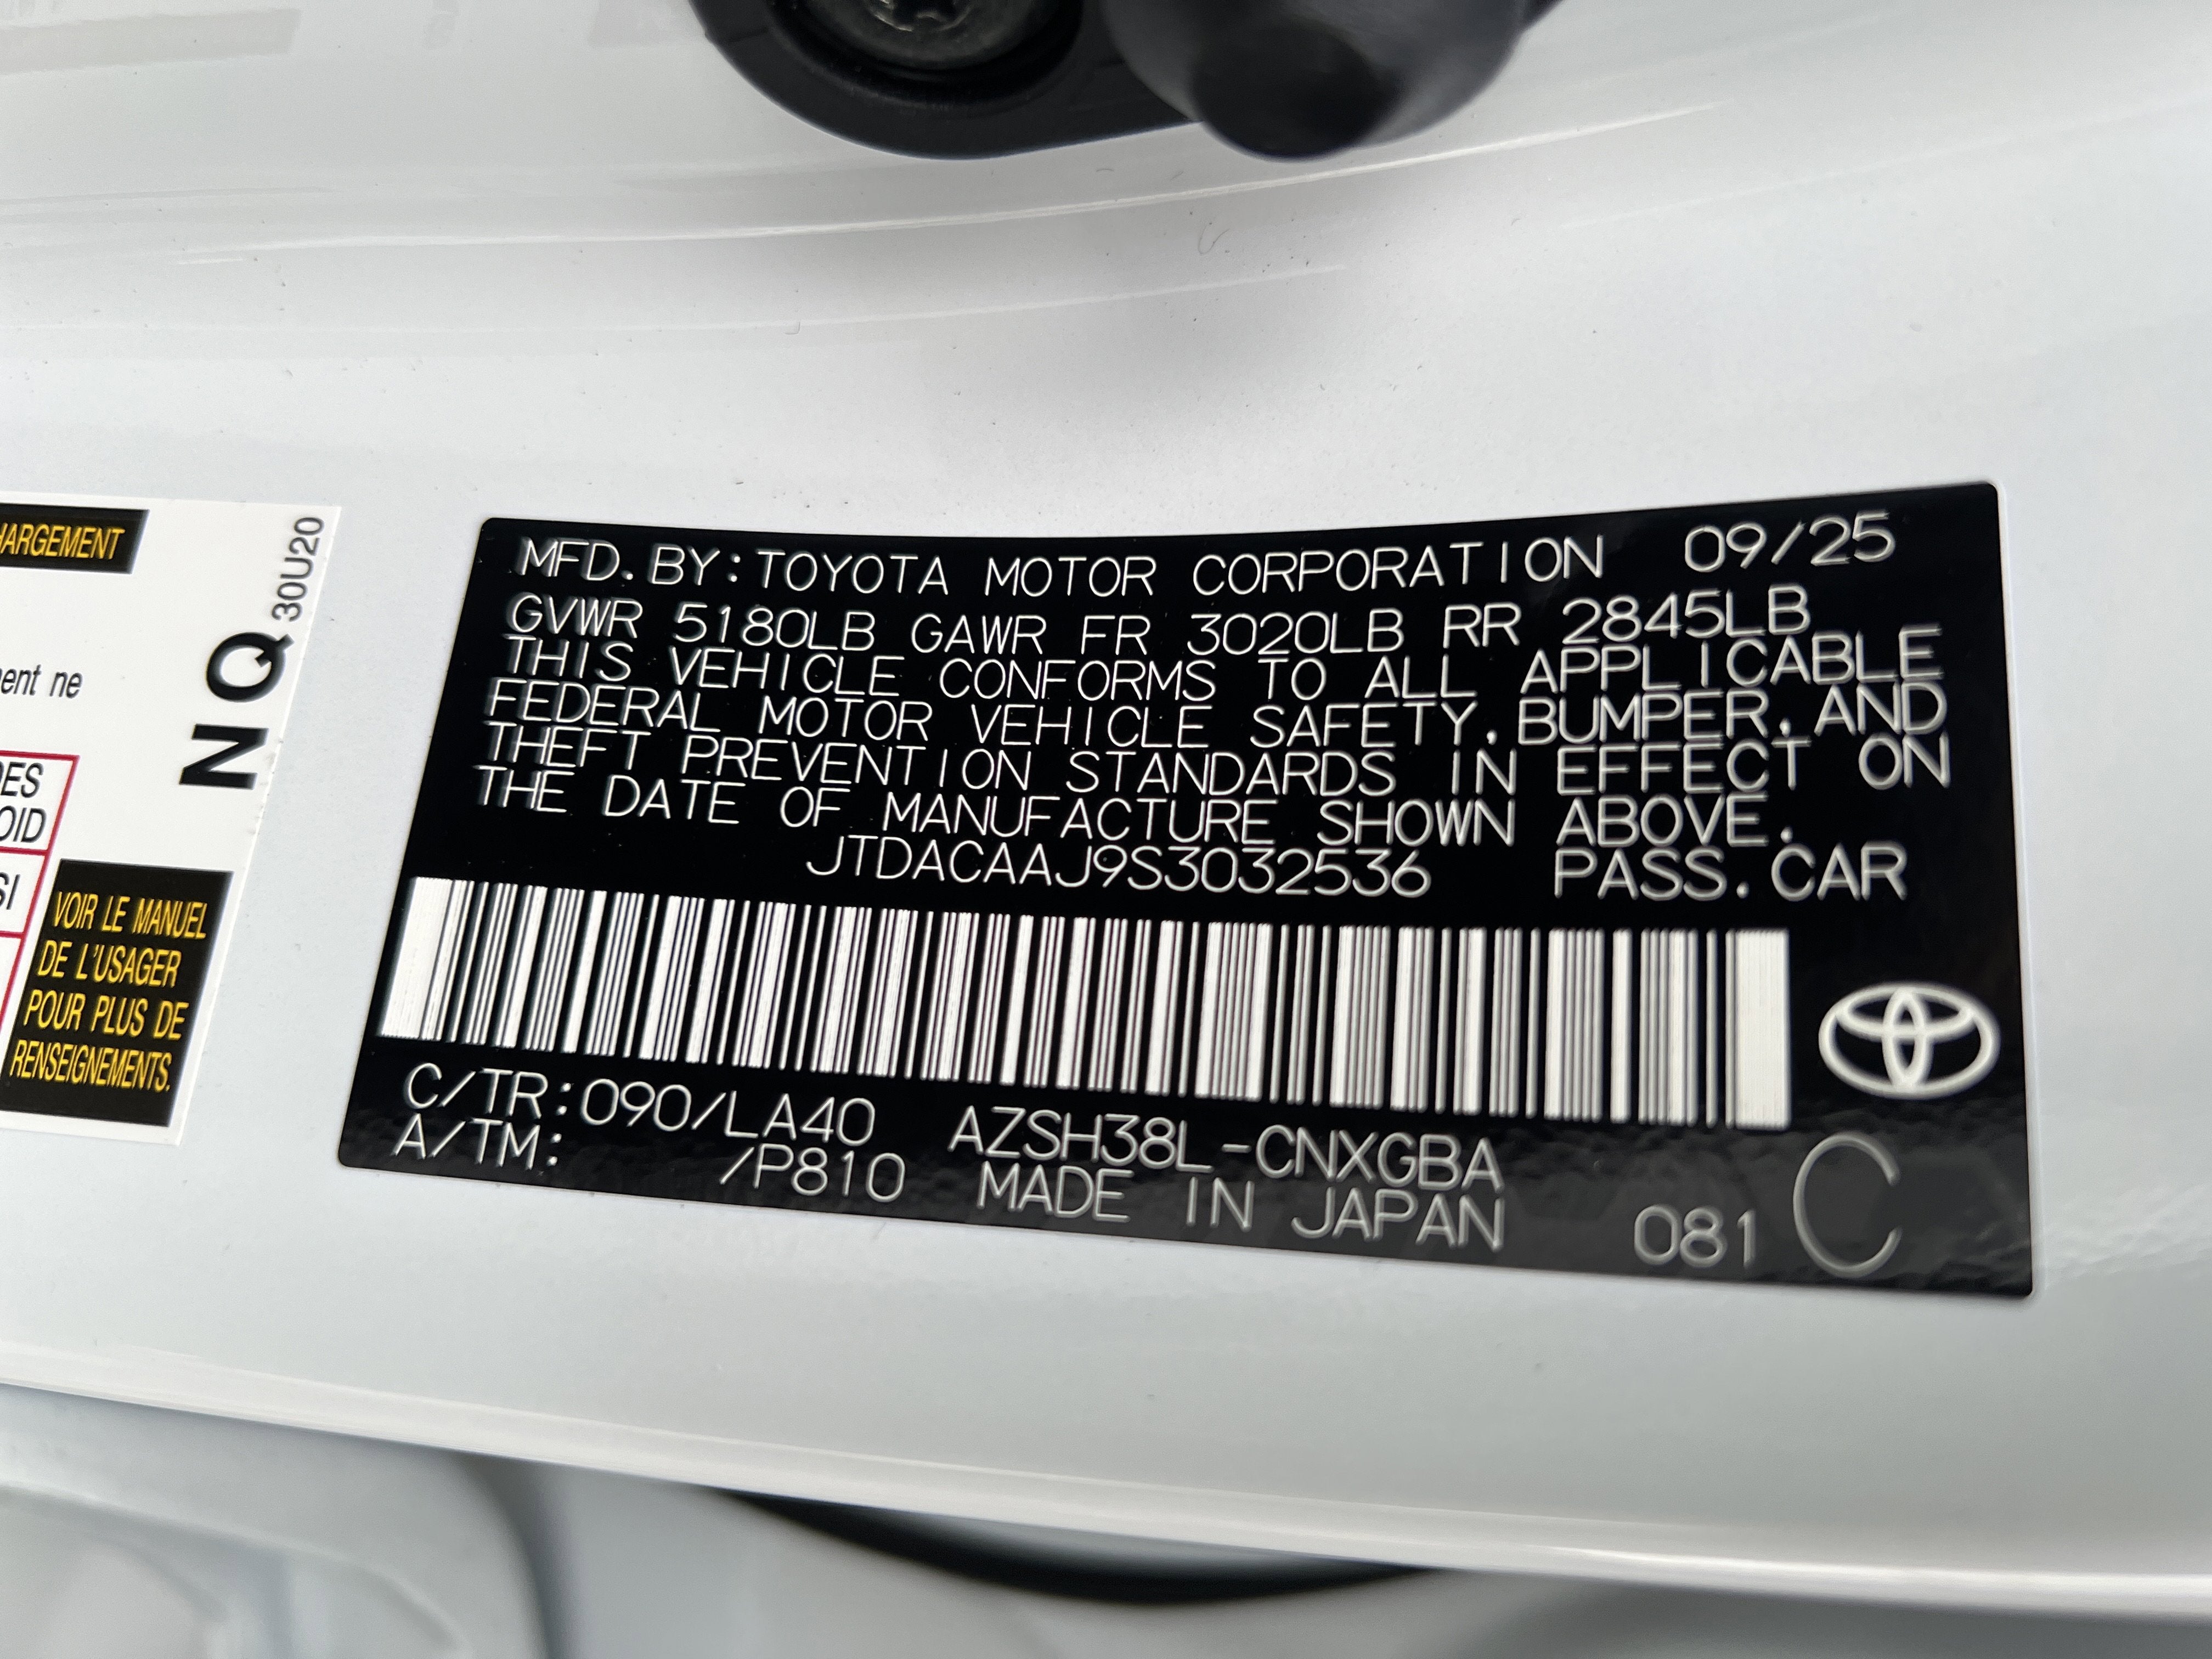 HARGEMENT
30U20
NQ
ent ne
DES
OID
SI
VOIR LE MANUEL
DE L'USAGER
POUR PLUS DE
RENSEIGNEMENTS.
MFD. BY: TOYOTA MOTOR CORPORATION 09/25
GVWR 5180LB GAWR FR 3020LB RR 2845LB
THIS VEHICLE CONFORMS TO ALL APPLICABLE
FEDERAL MOTOR VEHICLE SAFETY, BUMPER, AND
THEFT PREVENTION STANDARDS IN EFFECT ON
THE DATE OF MANUFACTURE SHOWN ABOVE.
JTDACAAJ9S3032536 PASS. CAR
C/TR:090/LA40 AZSH38L-CNXGBA
A/TM: /P810 MADE IN JAPAN 081 C